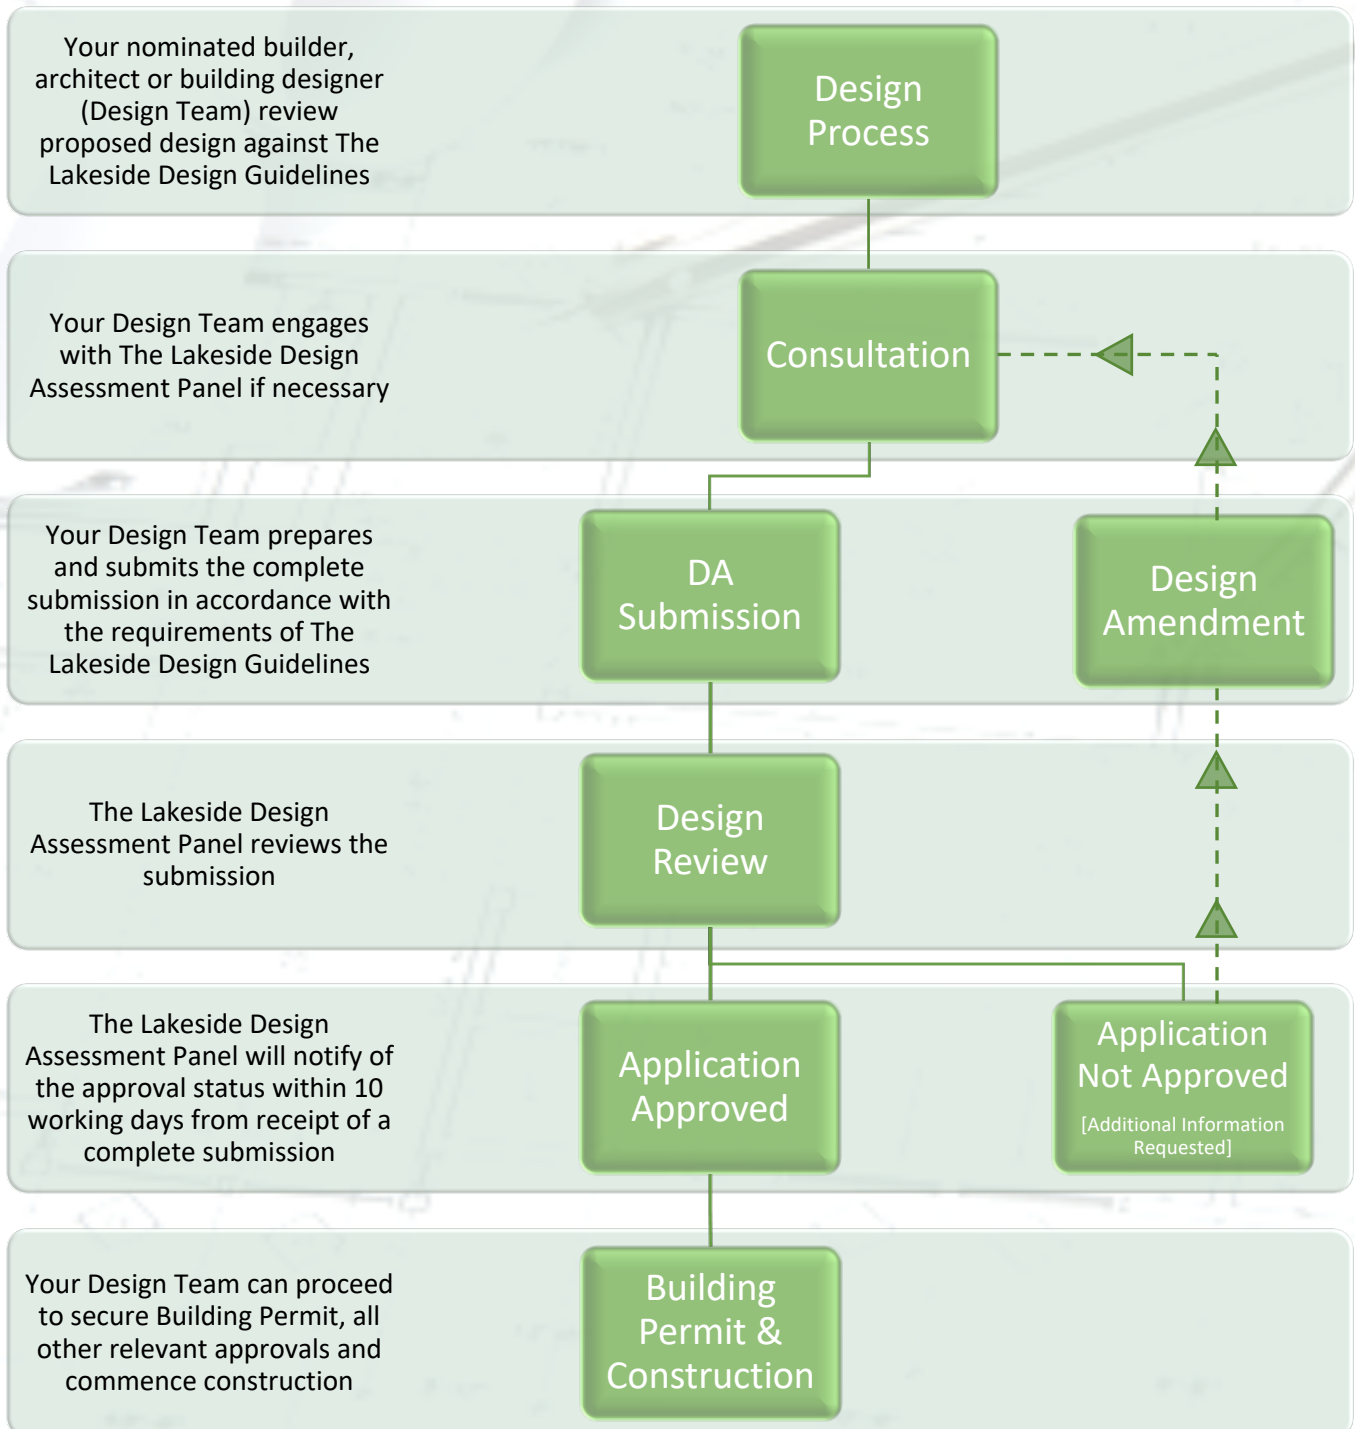 Your nominated builder,
architect or building designer
(Design Team) review
proposed design against The
Lakeside Design Guidelines
Design
Process
Your Design Team engages
with The Lakeside Design
Assessment Panel if necessary
Consultation
Your Design Team prepares
and submits the complete
submission in accordance with
the requirements of The
Lakeside Design Guidelines
DA
Submission
Design
Amendment
The Lakeside Design
Assessment Panel reviews the
submission
Design
Review
The Lakeside Design
Assessment Panel will notify of
the approval status within 10
working days from receipt of a
complete submission
Application
Approved
Application
Not Approved
[Additional Information
Requested]
Your Design Team can proceed
to secure Building Permit, all
other relevant approvals and
commence construction
Building
Permit &
Construction